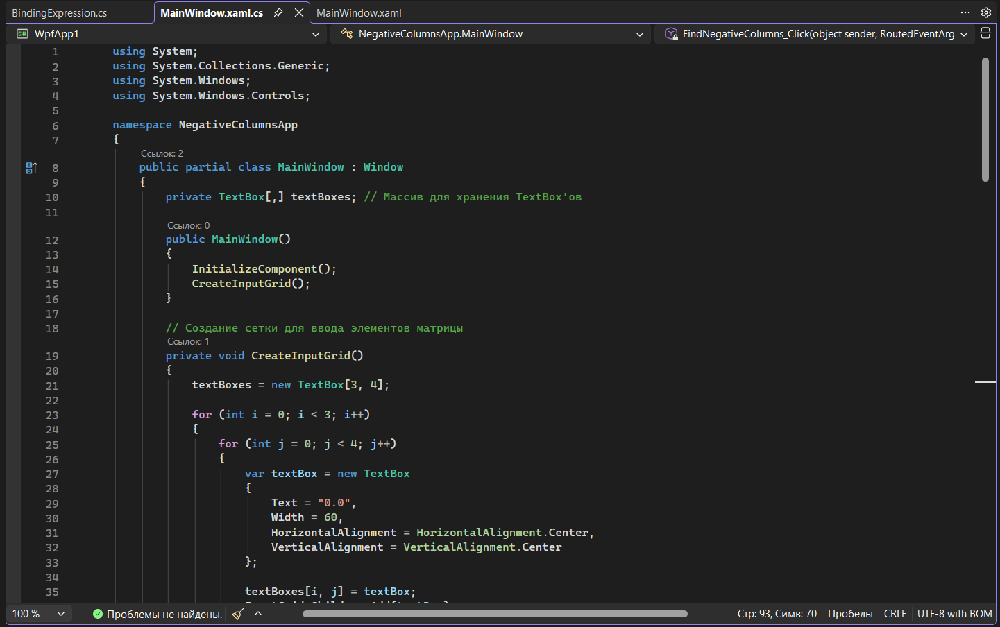 BindingExpression.cs MainWindow.xaml.cs MainWindow.xaml
C# WpfApp1 NegativeColumnsApp.MainWindow FindNegativeColumns_Click(object sender, RoutedEventArg
1 using System;
2 using System.Collections.Generic;
3 using System.Windows;
4 using System.Windows.Controls;
5
6 namespace NegativeColumnsApp
7 {
Ссылок: 2
8 public partial class MainWindow : Window
9 {
10 private TextBox[,] textBoxes; // Массив для хранения TextBox'ов
11
Ссылок: 0
12 public MainWindow()
13 {
14 InitializeComponent();
15 CreateInputGrid();
16 }
17
18 // Создание сетки для ввода элементов матрицы
Ссылок: 1
19 private void CreateInputGrid()
20 {
21 textBoxes = new TextBox[3, 4];
22
23 for (int i = 0; i < 3; i++)
24 {
25 for (int j = 0; j < 4; j++)
26 {
27 var textBox = new TextBox
28 {
29 Text = "0.0",
30 Width = 60,
31 HorizontalAlignment = HorizontalAlignment.Center,
32 VerticalAlignment = VerticalAlignment.Center
33 };
34
35 textBoxes[i, j] = textBox;
100 % Проблемы не найдены. Стр: 93, Симв: 70 Пробелы CRLF UTF-8 with BOM